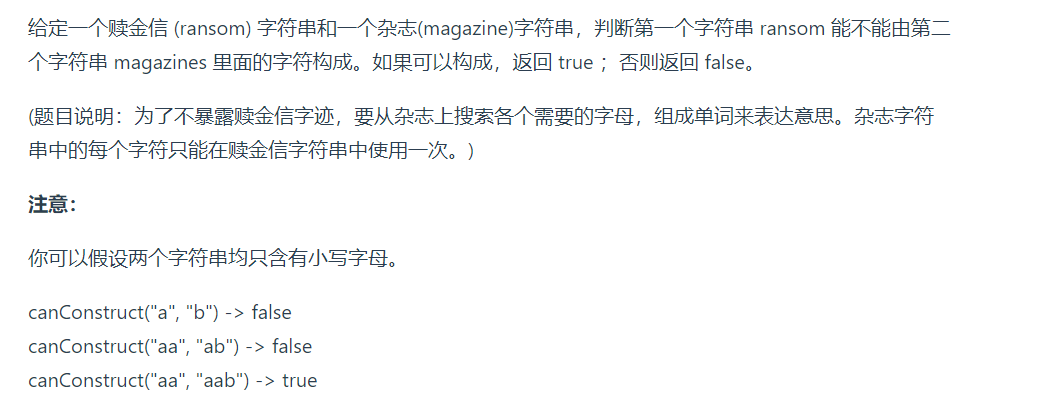 给定一个赎金信 (ransom) 字符串和一个杂志(magazine)字符串，判断第一个字符串 ransom 能不能由第二
个字符串 magazines 里面的字符构成。如果可以构成，返回 true ；否则返回 false。
(题目说明：为了不暴露赎金信字迹，要从杂志上搜索各个需要的字母，组成单词来表达意思。杂志字符
串中的每个字符只能在赎金信字符串中使用一次。)
注意：
你可以假设两个字符串均只含有小写字母。
canConstruct("a", "b") -> false
canConstruct("aa", "ab") -> false
canConstruct("aa", "aab") -> true